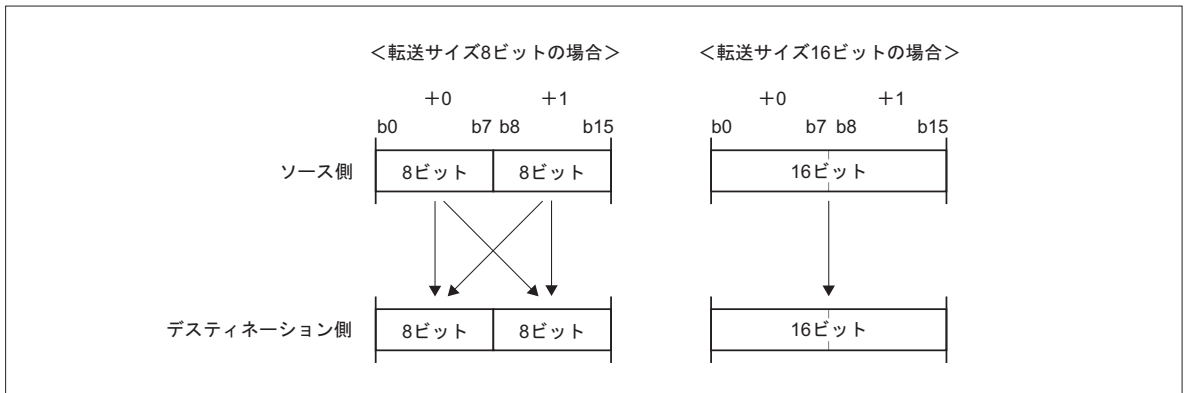 <転送サイズ8ビットの場合> <転送サイズ16ビットの場合>
+0 +1 +0 +1
b0 b7 b8 b15 b0 b7 b8 b15
ソース側 8ビット 8ビット 16ビット
デスティネーション側 8ビット 8ビット 16ビット